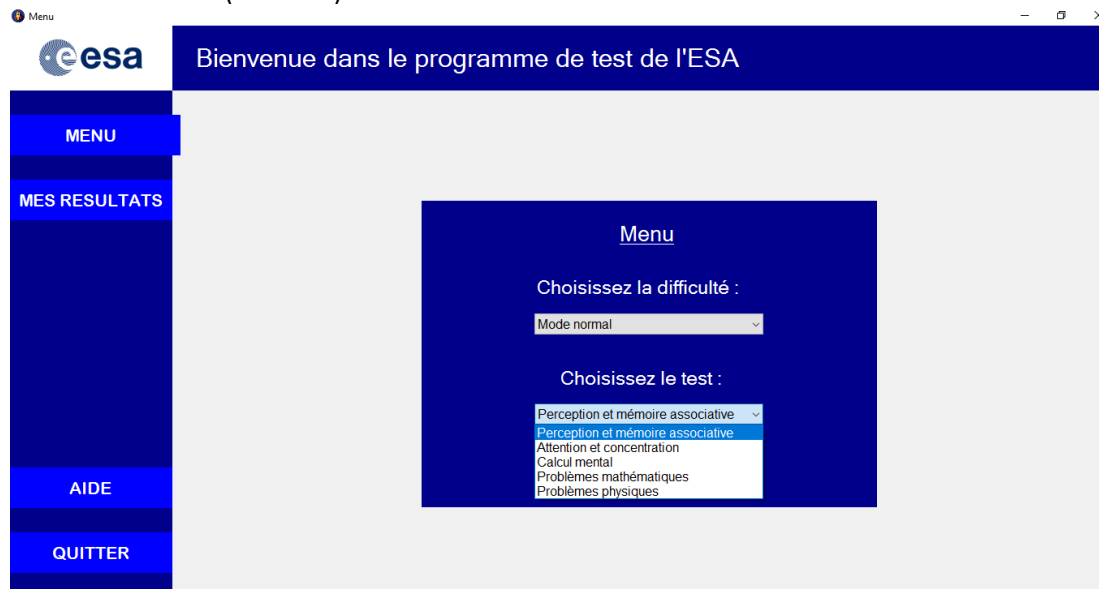 Menu
esa
Bienvenue dans le programme de test de l'ESA
MENU
MES RESULTATS
Menu
Choisissez la difficulté :
Mode normal
Choisissez le test :
Perception et mémoire associative
Perception et mémoire associative
Attention et concentration
Calcul mental
Problèmes mathématiques
Problèmes physiques
AIDE
QUITTER